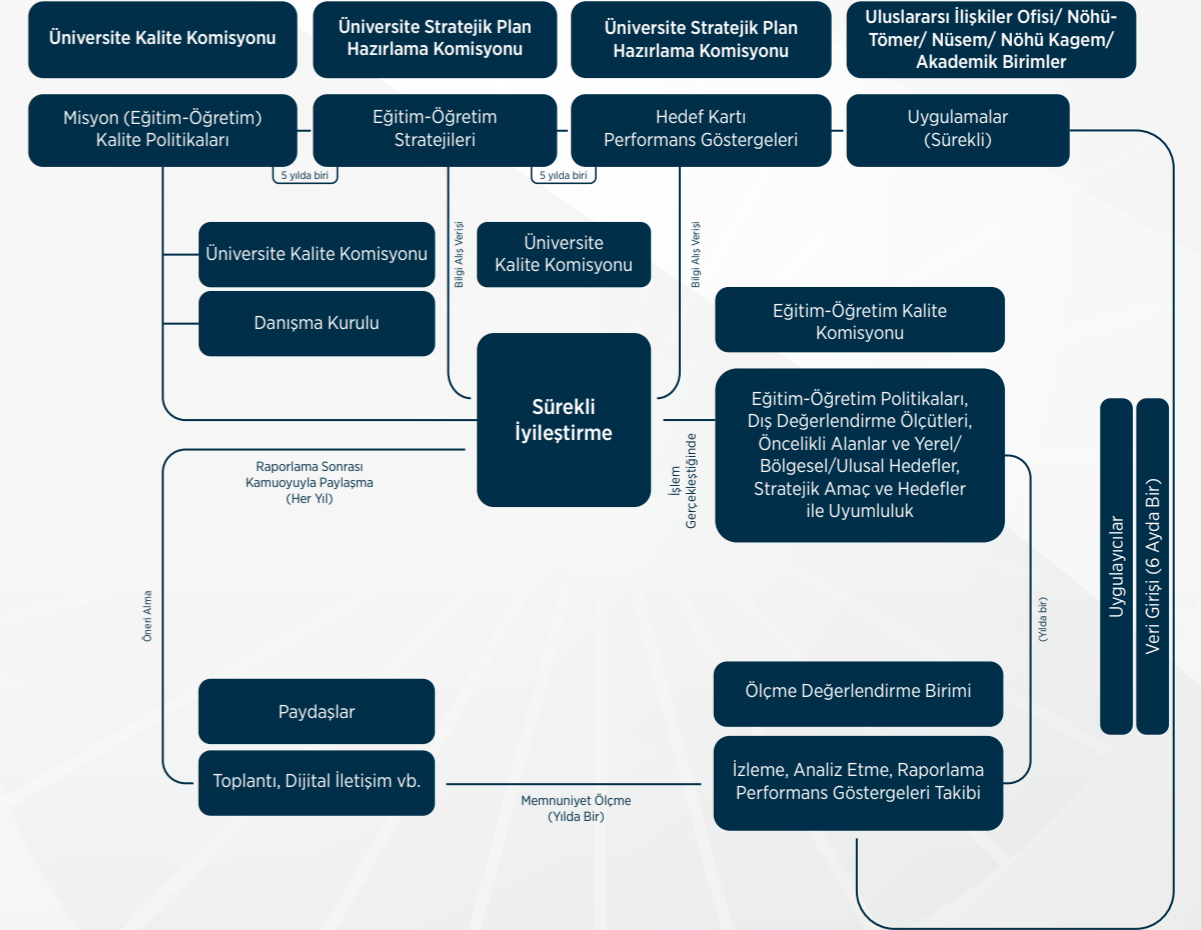 Üniversite Kalite Komisyonu
Üniversite Stratejik Plan
Hazırlama Komisyonu
Üniversite Stratejik Plan
Hazırlama Komisyonu
Uluslararsı İlişkiler Ofisi/ Nöhü-
Tömer/ Nüsem/ Nöhü Kagem/
Akademik Birimler
Misyon (Eğitim-Öğretim)
Kalite Politikaları
Eğitim-Öğretim
Stratejileri
Hedef Kartı
Performans Göstergeleri
Uygulamalar
(Sürekli)
5 yılda biri
5 yılda biri
Üniversite Kalite Komisyonu
Danışma Kurulu
Bilgi Alış Verişi
Üniversite
Kalite Komisyonu
Bilgi Alış Verişi
Eğitim-Öğretim Kalite
Komisyonu
Sürekli
İyileştirme
İşlem
Gerçekleştiğinde
Eğitim-Öğretim Politikaları,
Dış Değerlendirme Ölçütleri,
Öncelikli Alanlar ve Yerel/
Bölgesel/Ulusal Hedefler,
Stratejik Amaç ve Hedefler
ile Uyumluluk
Raporlama Sonrası
Kamuoyuyla Paylaşma
(Her Yıl)
Öneri Alma
(Yılda bir)
Uygulayıcılar
Veri Girişi (6 Ayda Bir)
Paydaşlar
Toplantı, Dijital İletişim vb.
Memnuniyet Ölçme
(Yılda Bir)
Ölçme Değerlendirme Birimi
İzleme, Analiz Etme, Raporlama
Performans Göstergeleri Takibi